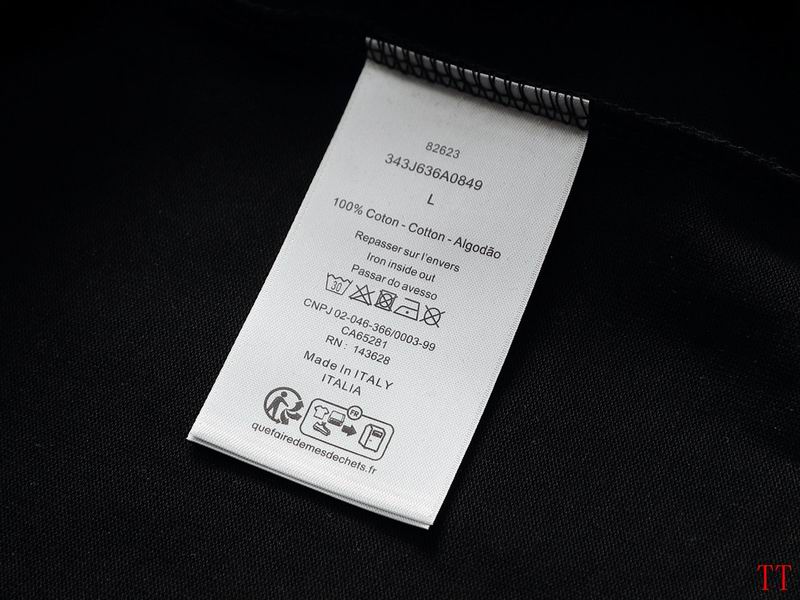 82623
343J636A0849
L
100% Coton - Cotton - Algodão
Repasser sur l'envers
Iron inside out
Passar do avesso
30
CNPJ 02-046-366/0003-99
CA65281
RN : 143628
Made In ITALY
ITALIA
FR
quefairedemesdechets.fr
TT